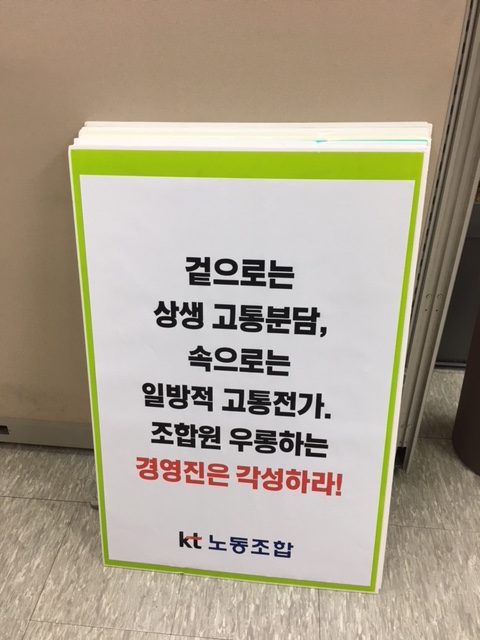 겉으로는
상생 고통분담,
속으로는
일방적 고통전가.
조합원 우롱하는
경영진은 각성하라!
kt 노동조합